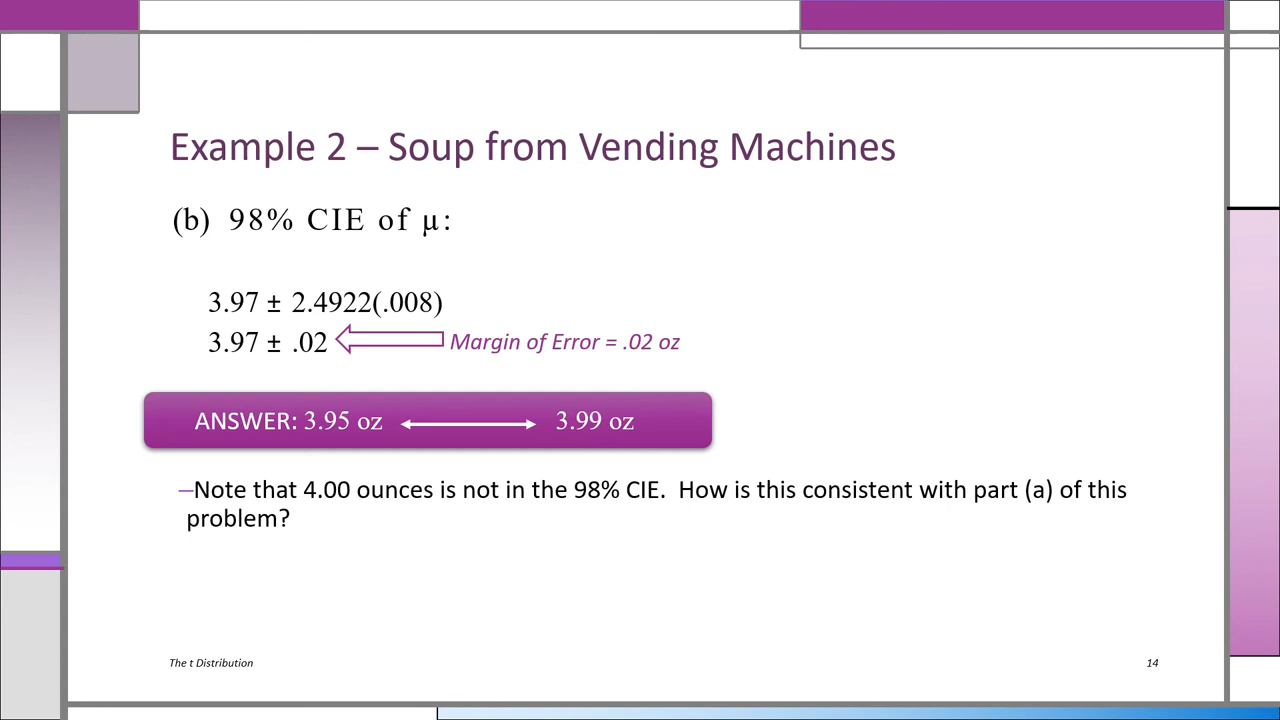 Example 2 – Soup from Vending Machines
(b) 98% CIE of µ:
3.97 ± 2.4922(.008)
3.97 ± .02
Margin of Error = .02 oz
ANSWER: 3.95 oz 3.99 oz
–Note that 4.00 ounces is not in the 98% CIE. How is this consistent with part (a) of this
problem?
The t Distribution
14